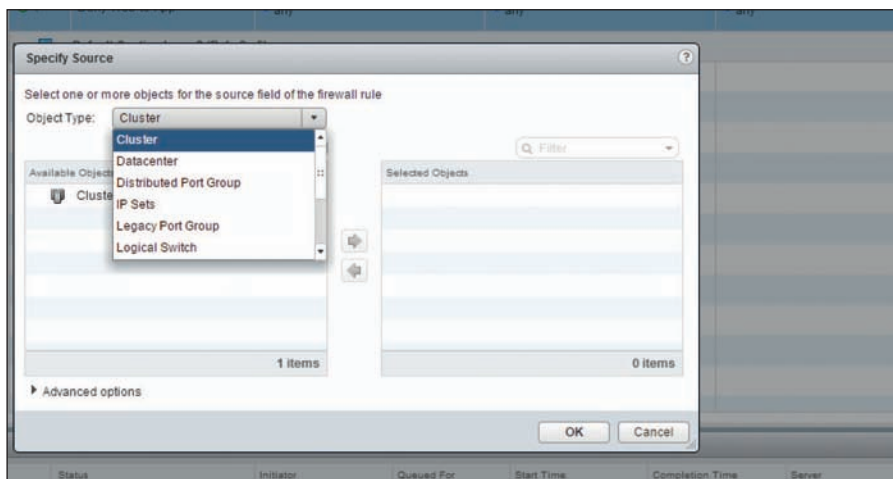 any
any
any
Specify Source
?
Select one or more objects for the source field of the firewall rule
Object Type: Cluster
Cluster
Datacenter
Distributed Port Group
IP Sets
Legacy Port Group
Logical Switch
Filter
Available Object
Selected Objects
Cluste
1 items
0 items
Advanced options
OK
Cancel
Status Initiator Queued For Start Time Completion Time Server